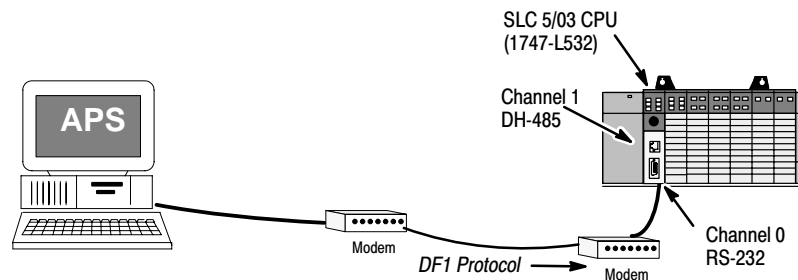 SLC 5/03 CPU
(1747-L532)
Channel 1
DH-485
APS
Channel 0
RS-232
Modem
DF1 Protocol
Modem